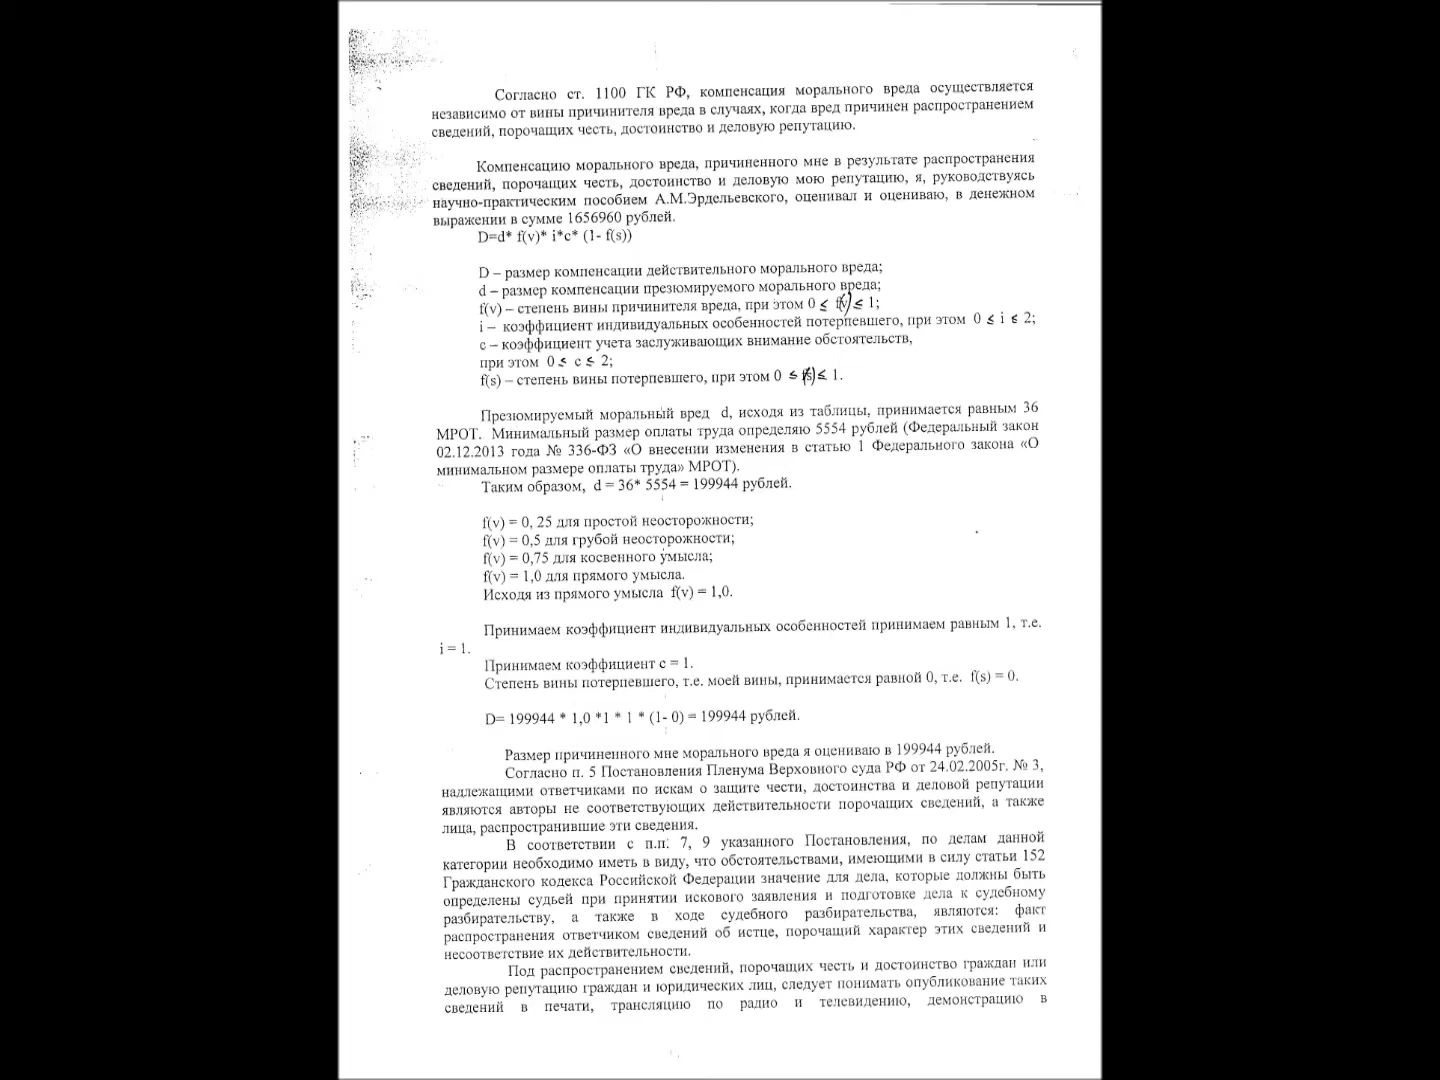 Согласно ст. 1100 ГК РФ, компенсация морального вреда осуществляется
независимо от вины причинителя вреда в случаях, когда вред причинен распространением
сведений, порочащих честь, достоинство и деловую репутацию.
Компенсацию морального вреда, причиненного мне в результате распространения
сведений, порочащих честь, достоинство и деловую мою репутацию, я, руководствуясь
научно-практическим пособием А.М.Эрдельевского, оценивал и оцениваю, в денежном
выражении в сумме 1656960 рублей.
D=d* f(v)* i*c* (1- f(s))
D – размер компенсации действительного морального вреда;
d – размер компенсации презюмируемого морального вреда;
f(v) – степень вины причинителя вреда, при этом 0 ≤ f(v) ≤ 1;
i – коэффициент индивидуальных особенностей потерпевшего, при этом 0 ≤ i ≤ 2;
c – коэффициент учета заслуживающих внимание обстоятельств,
при этом 0 ≤ c ≤ 2;
f(s) – степень вины потерпевшего, при этом 0 ≤ f(s) ≤ 1.
Презюмируемый моральный вред d, исходя из таблицы, принимается равным 36
МРОТ. Минимальный размер оплаты труда определяю 5554 рублей (Федеральный закон
02.12.2013 года № 336-ФЗ «О внесении изменения в статью 1 Федерального закона «О
минимальном размере оплаты труда» МРОТ).
Таким образом, d = 36* 5554 = 199944 рублей.
f(v) = 0, 25 для простой неосторожности;
f(v) = 0,5 для грубой неосторожности;
f(v) = 0,75 для косвенного умысла;
f(v) = 1,0 для прямого умысла.
Исходя из прямого умысла f(v) = 1,0.
Принимаем коэффициент индивидуальных особенностей принимаем равным 1, т.е.
i = 1.
Принимаем коэффициент с = 1.
Степень вины потерпевшего, т.е. моей вины, принимается равной 0, т.е. f(s) = 0.
D= 199944 * 1,0 *1 * 1 * (1- 0) = 199944 рублей.
Размер причиненного мне морального вреда я оцениваю в 199944 рублей.
Согласно п. 5 Постановления Пленума Верховного суда РФ от 24.02.2005г. № 3,
надлежащими ответчиками по искам о защите чести, достоинства и деловой репутации
являются авторы не соответствующих действительности порочащих сведений, а также
лица, распространившие эти сведения.
В соответствии с п.п. 7, 9 указанного Постановления, по делам данной
категории необходимо иметь в виду, что обстоятельствами, имеющими в силу статьи 152
Гражданского кодекса Российской Федерации значение для дела, которые должны быть
определены судьей при принятии искового заявления и подготовке дела к судебному
разбирательству, а также в ходе судебного разбирательства, являются: факт
распространения ответчиком сведений об истце, порочащий характер этих сведений и
несоответствие их действительности.
Под распространением сведений, порочащих честь и достоинство граждан или
деловую репутацию граждан и юридических лиц, следует понимать опубликование таких
сведений в печати, трансляцию по радио и телевидению, демонстрацию в